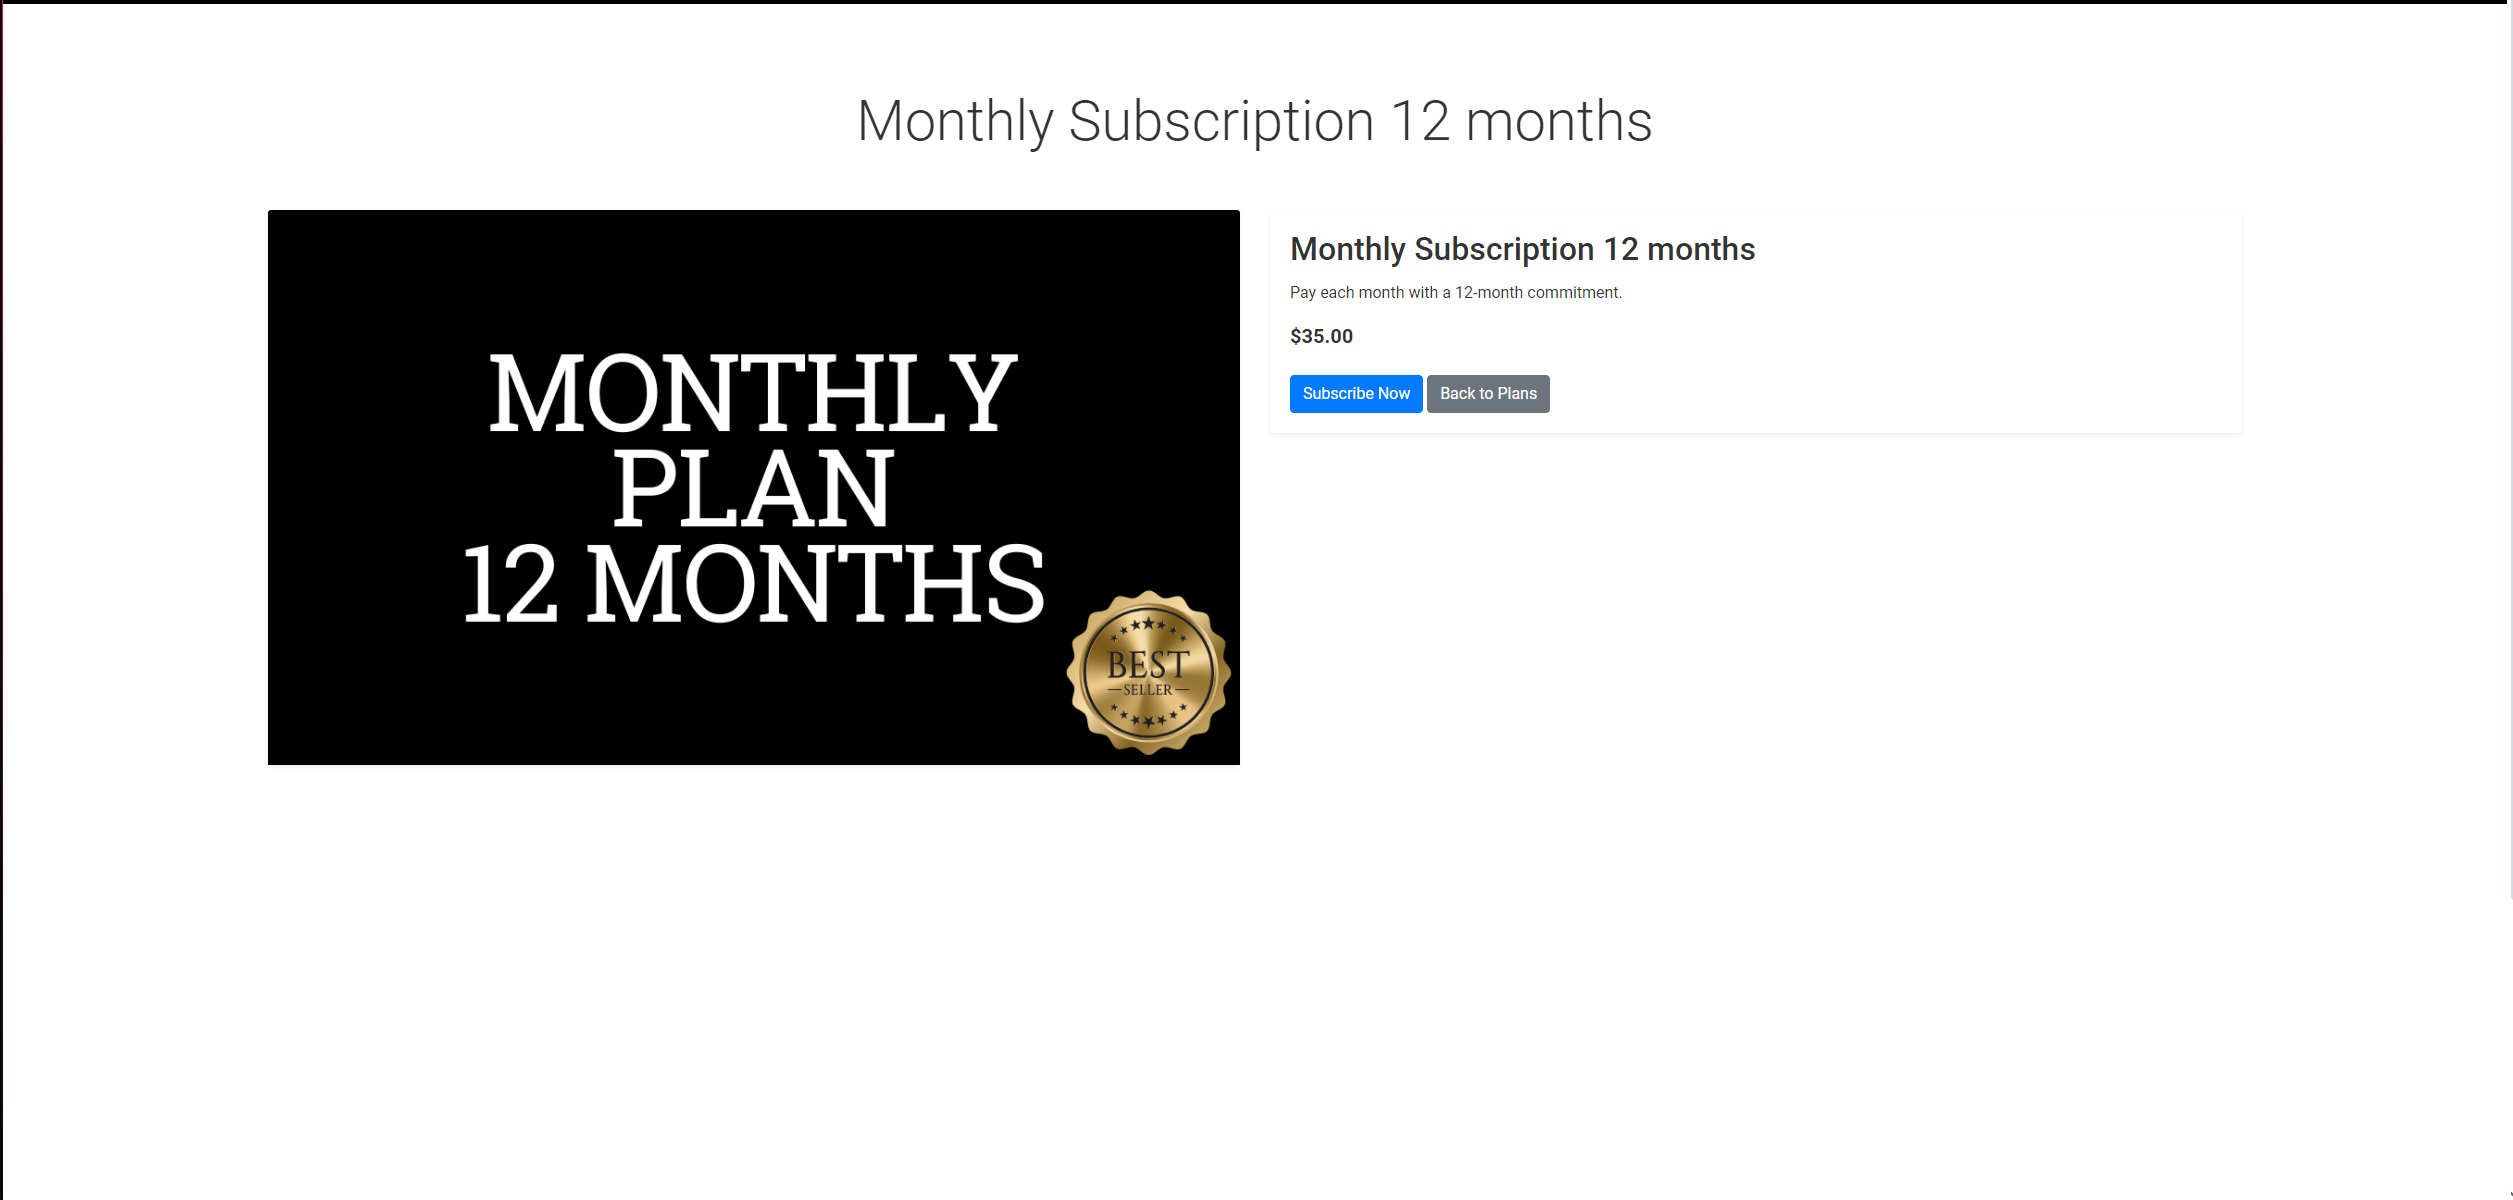 Monthly Subscription 12 months
MONTHLY
PLAN
12 MONTHS
BEST
SELLER
Monthly Subscription 12 months
Pay each month with a 12-month commitment.
$35.00
Subscribe Now
Back to Plans